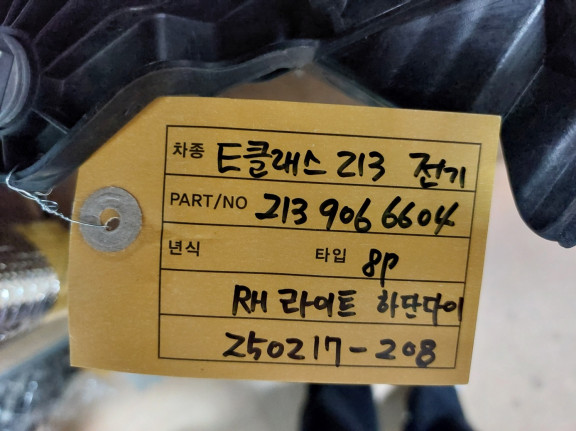 차종 E클래스 213 전기
PART/NO 213 906 6604
년식 타입 8P
RH 라이트 하단다이
250217-208